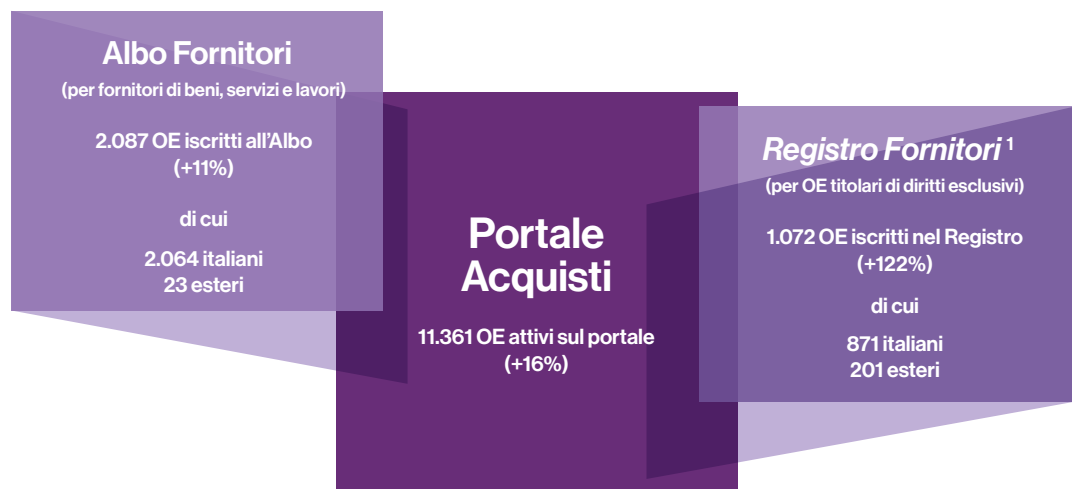 Albo Fornitori
(per fornitori di beni, servizi e lavori)
2.087 OE iscritti all’Albo
(+11%)
di cui
2.064 italiani
23 esteri
Portale
Acquisti
11.361 OE attivi sul portale
(+16%)
Registro Fornitori 1
(per OE titolari di diritti esclusivi)
1.072 OE iscritti nel Registro
(+122%)
di cui
871 italiani
201 esteri